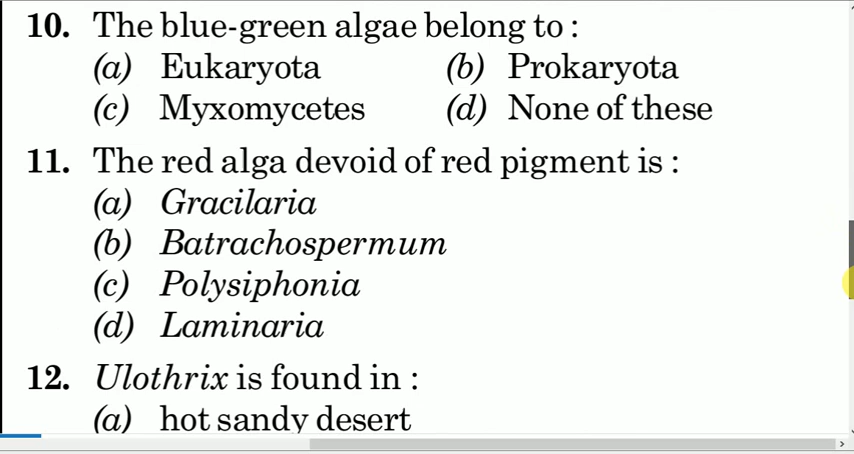 10. The blue-green algae belong to :
(a) Eukaryota (b) Prokaryota
(c) Myxomycetes (d) None of these
11. The red alga devoid of red pigment is :
(a) Gracilaria
(b) Batrachospermum
(c) Polysiphonia
(d) Laminaria
12. Ulothrix is found in :
(a) hot sandy desert